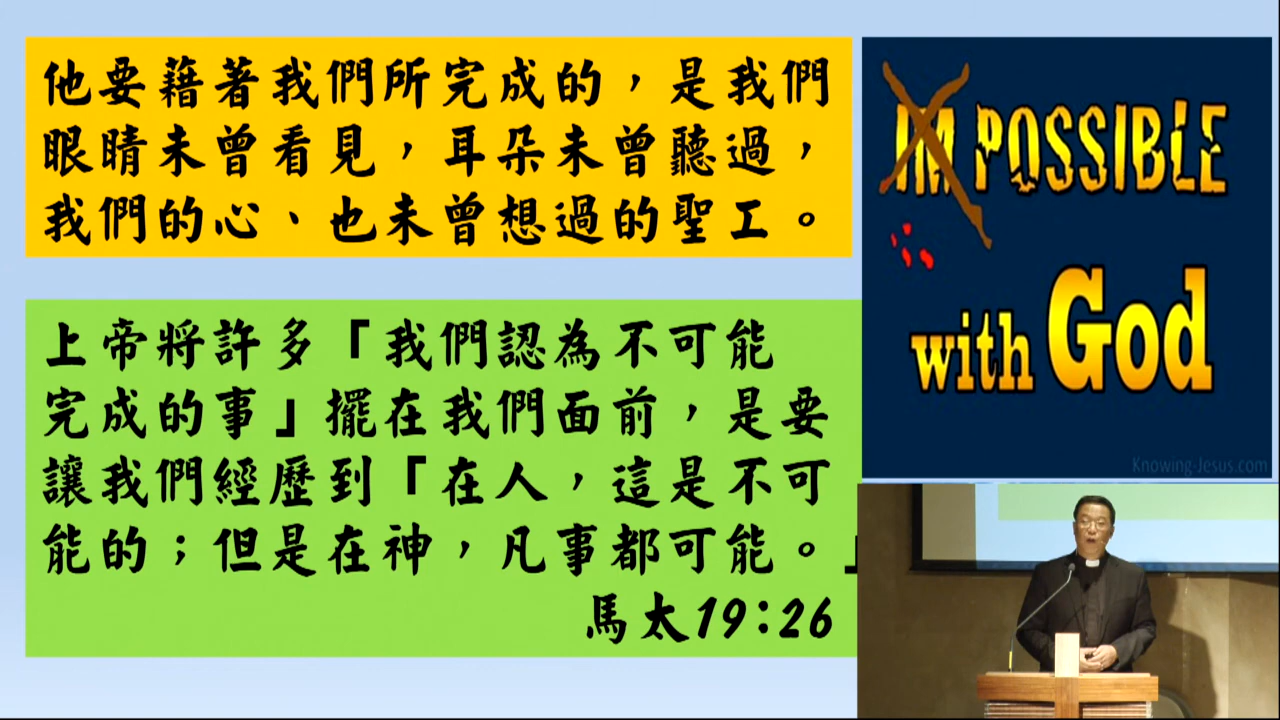 他要藉著我們所完成的，是我們
眼睛未曾看見，耳朵未曾聽過，
我們的心、也未曾想過的聖工。
上帝將許多「我們認為不可能
完成的事」擺在我們面前，是要
讓我們經歷到「在人，這是不可
能的；但是在神，凡事都可能。」
馬太19:26
IMPOSSIBLE
with God
Knowing-Jesus.com